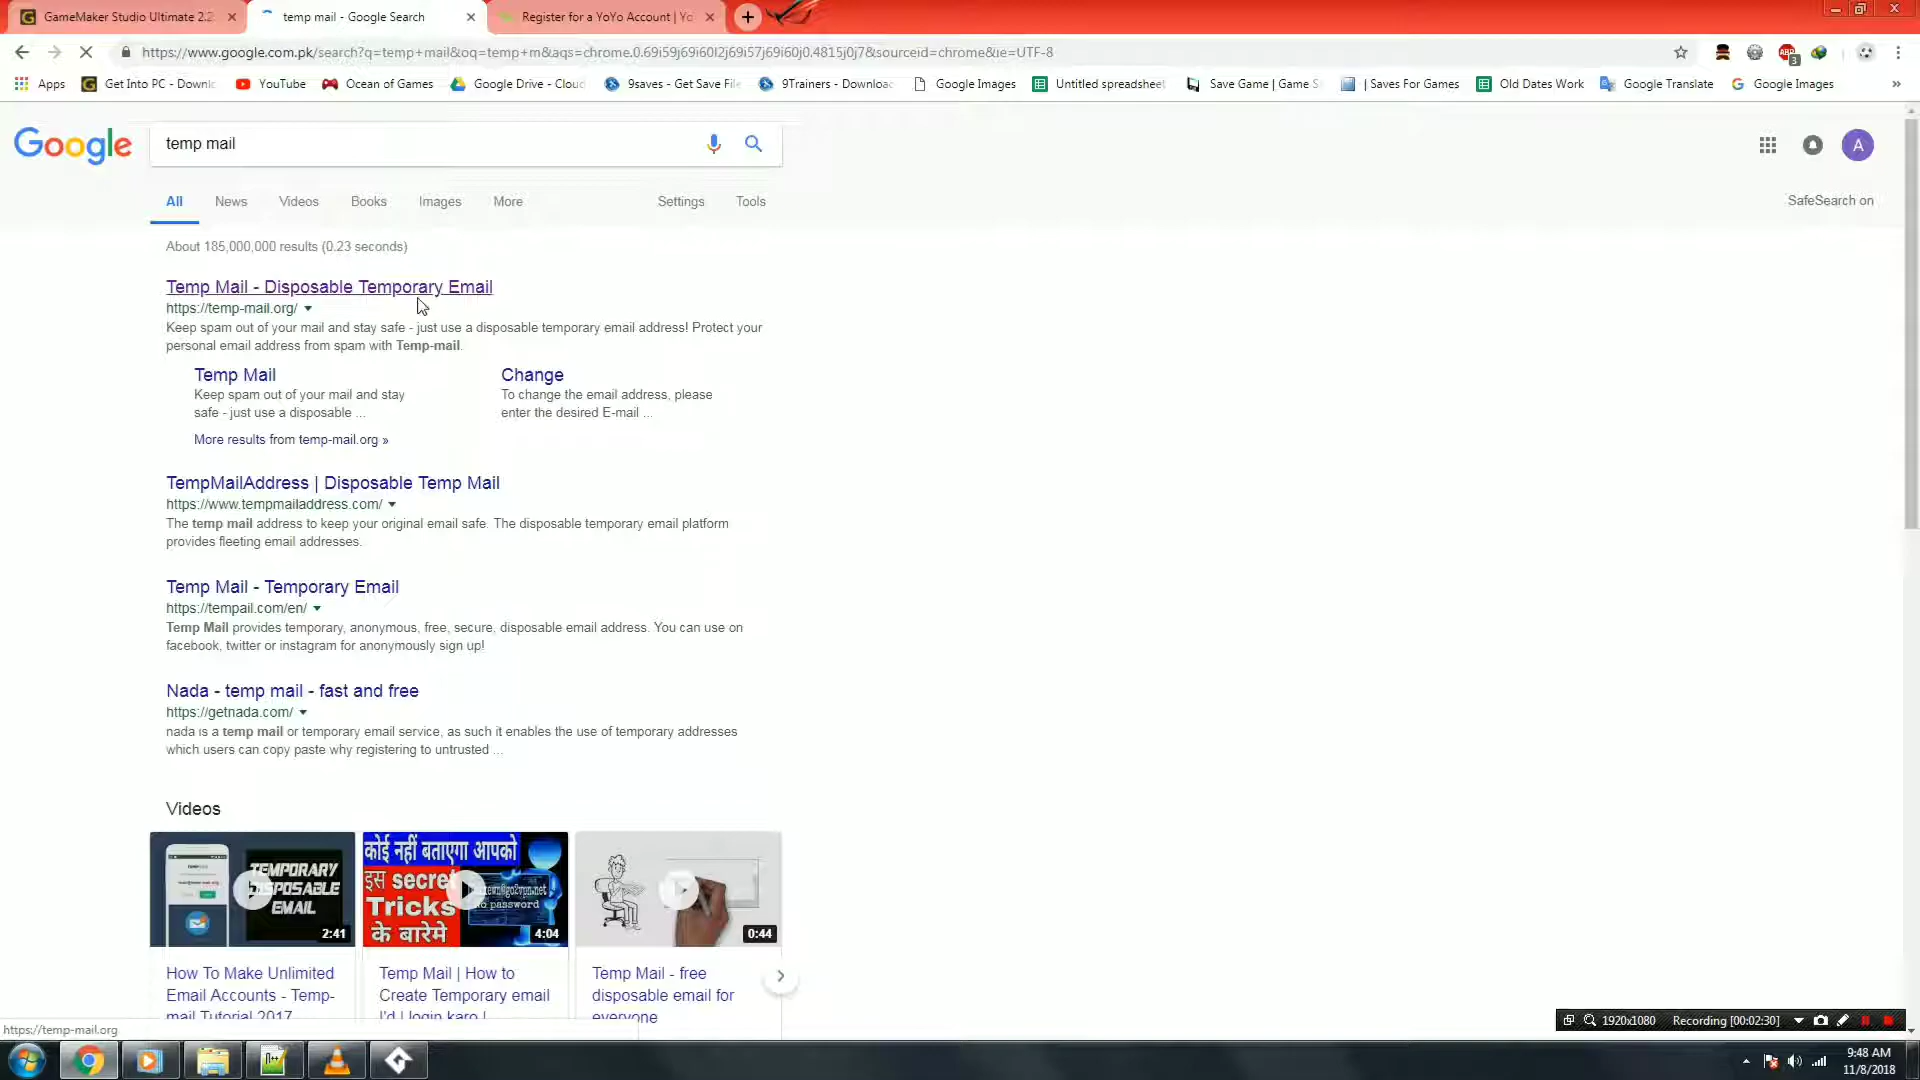 GameMaker Studio Ultimate 2.2
temp mail - Google Search
Register for a YoYo Account | Yo
https://www.google.com.pk/search?q=temp+mail&oq=temp+m&aqs=chrome.0.69i59j69i60l2j69i57j69i60j0.4815j0j7&sourceid=chrome&ie=UTF-8
3
Apps Get Into PC - Downlo YouTube Ocean of Games Google Drive - Cloud 9saves - Get Save File 9Trainers - Download Google Images Untitled spreadsheet Save Game | Game S | Saves For Games Old Dates Work Google Translate Google Images »
Google
temp mail
A
All News Videos Books Images More Settings Tools SafeSearch on
About 185,000,000 results (0.23 seconds)
Temp Mail - Disposable Temporary Email
https://temp-mail.org/
Keep spam out of your mail and stay safe - just use a disposable temporary email address! Protect your
personal email address from spam with Temp-mail.
Temp Mail
Keep spam out of your mail and stay
safe - just use a disposable ...
Change
To change the email address, please
enter the desired E-mail ...
More results from temp-mail.org »
TempMailAddress | Disposable Temp Mail
https://www.tempmailaddress.com/
The temp mail address to keep your original email safe. The disposable temporary email platform
provides fleeting email addresses.
Temp Mail - Temporary Email
https://tempail.com/en/
Temp Mail provides temporary, anonymous, free, secure, disposable email address. You can use on
facebook, twitter or instagram for anonymously sign up!
Nada - temp mail - fast and free
https://getnada.com/
nada is a temp mail or temporary email service, as such it enables the use of temporary addresses
which users can copy paste why registering to untrusted ...
Videos
TEMPORARY
DISPOSABLE
EMAIL
2:41
कोई नहीं बताएगा आपको
इस secret
Tricks
के बारेमे
no password
4:04
0:44
How To Make Unlimited
Email Accounts - Temp-
mail Tutorial 2017
Temp Mail | How to
Create Temporary email
I'd | login karo |
Temp Mail - free
disposable email for
everyone
https://temp-mail.org
1920x1080 Recording [00:02:30]
9:48 AM
11/8/2018